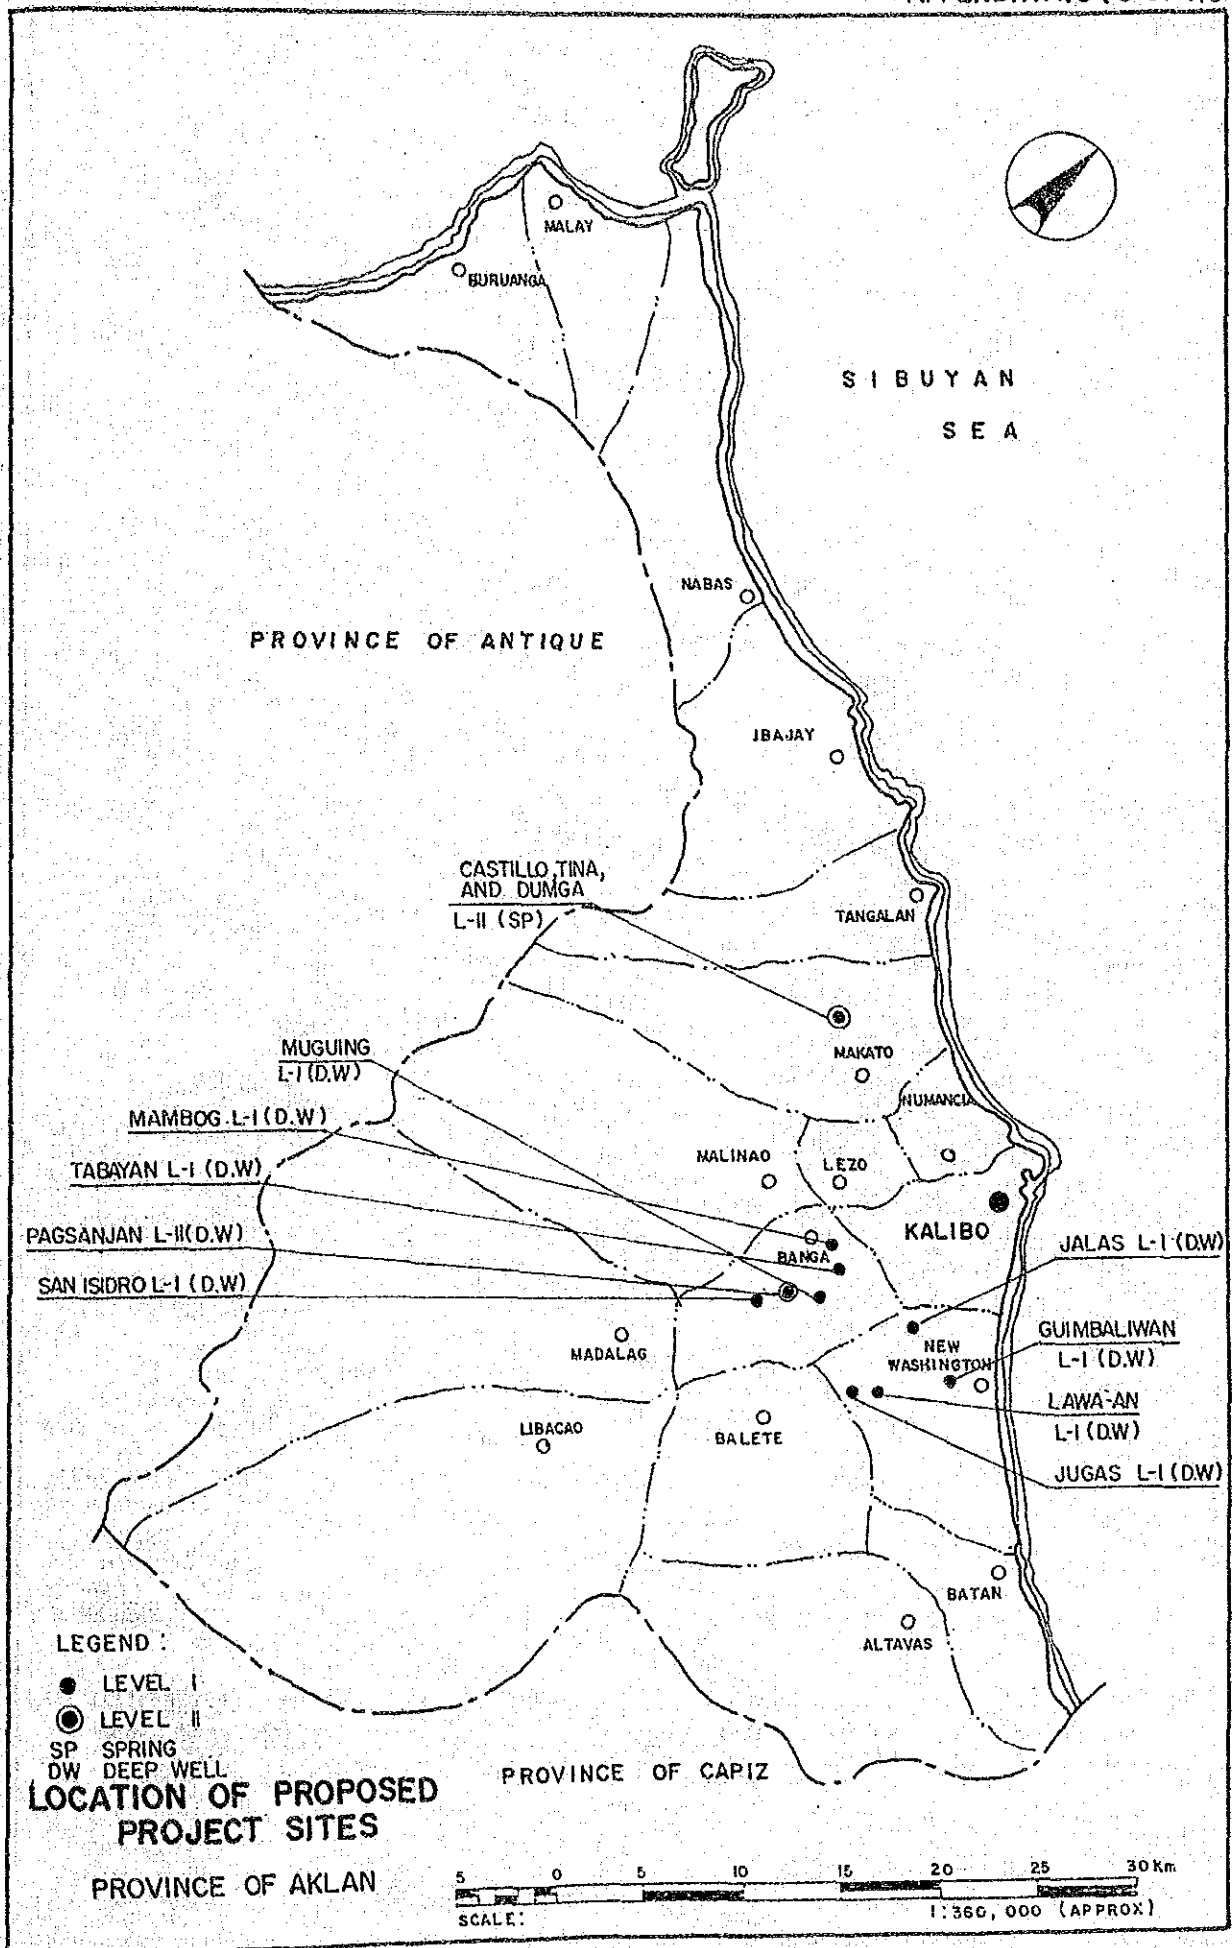 MALAY
BURUANGA
SIBUYAN
SEA
NABAS
PROVINCE OF ANTIQUE
IBAJAY
CASTILLO, TINA,
AND DUMGA
L-II (SP)
TANGALAN
MUGUING
L-I (D.W)
MAKATO
NUMANCIA
MAMBOG L-I (D.W)
MALINAO
LEZO
TABAYAN L-I (D.W)
KALIBO
PAGSANJAN L-II (D.W)
BANGA
JALAS L-I (D.W)
SAN ISIDRO L-I (D.W)
GUIMBALIWAN
L-I (D.W)
MADALAG
NEW
WASHINGTON
LAWA-AN
L-I (D.W)
LIBACAO
BALETE
JUGAS L-I (D.W)
BATAN
ALTAVAS
LEGEND :
LEVEL I
LEVEL II
SP SPRING
DW DEEP WELL
LOCATION OF PROPOSED
PROJECT SITES
PROVINCE OF CAPIZ
PROVINCE OF AKLAN
5 0 5 10 15 20 25 30 Km
SCALE:
1:360,000 (APPROX)